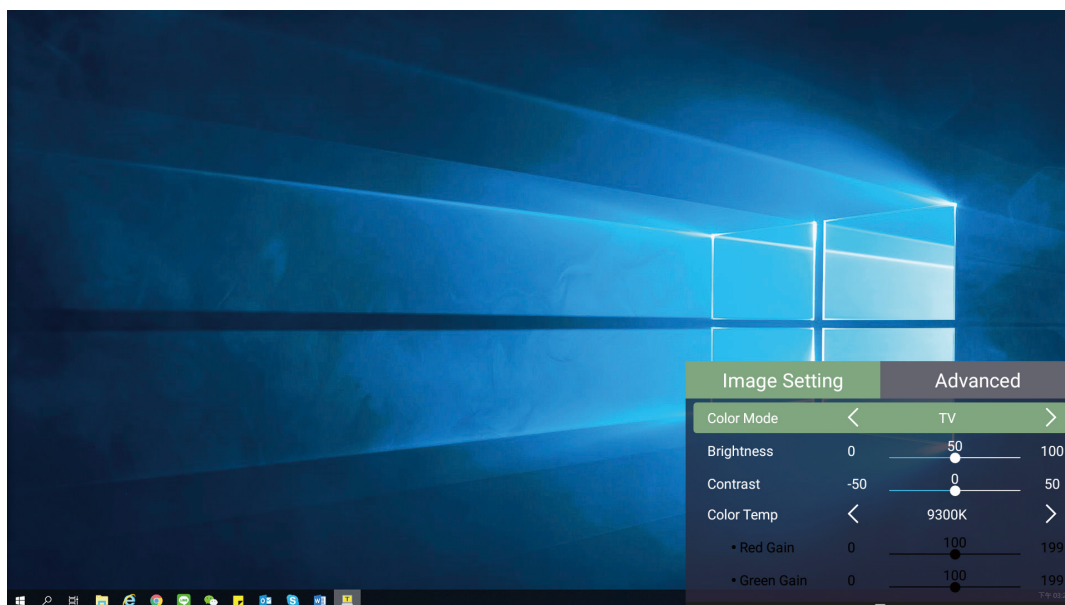 Image Setting Advanced
Color Mode TV
Brightness 0 50 100
Contrast -50 0 50
Color Temp 9300K
• Red Gain 0 100 199
• Green Gain 0 100 199